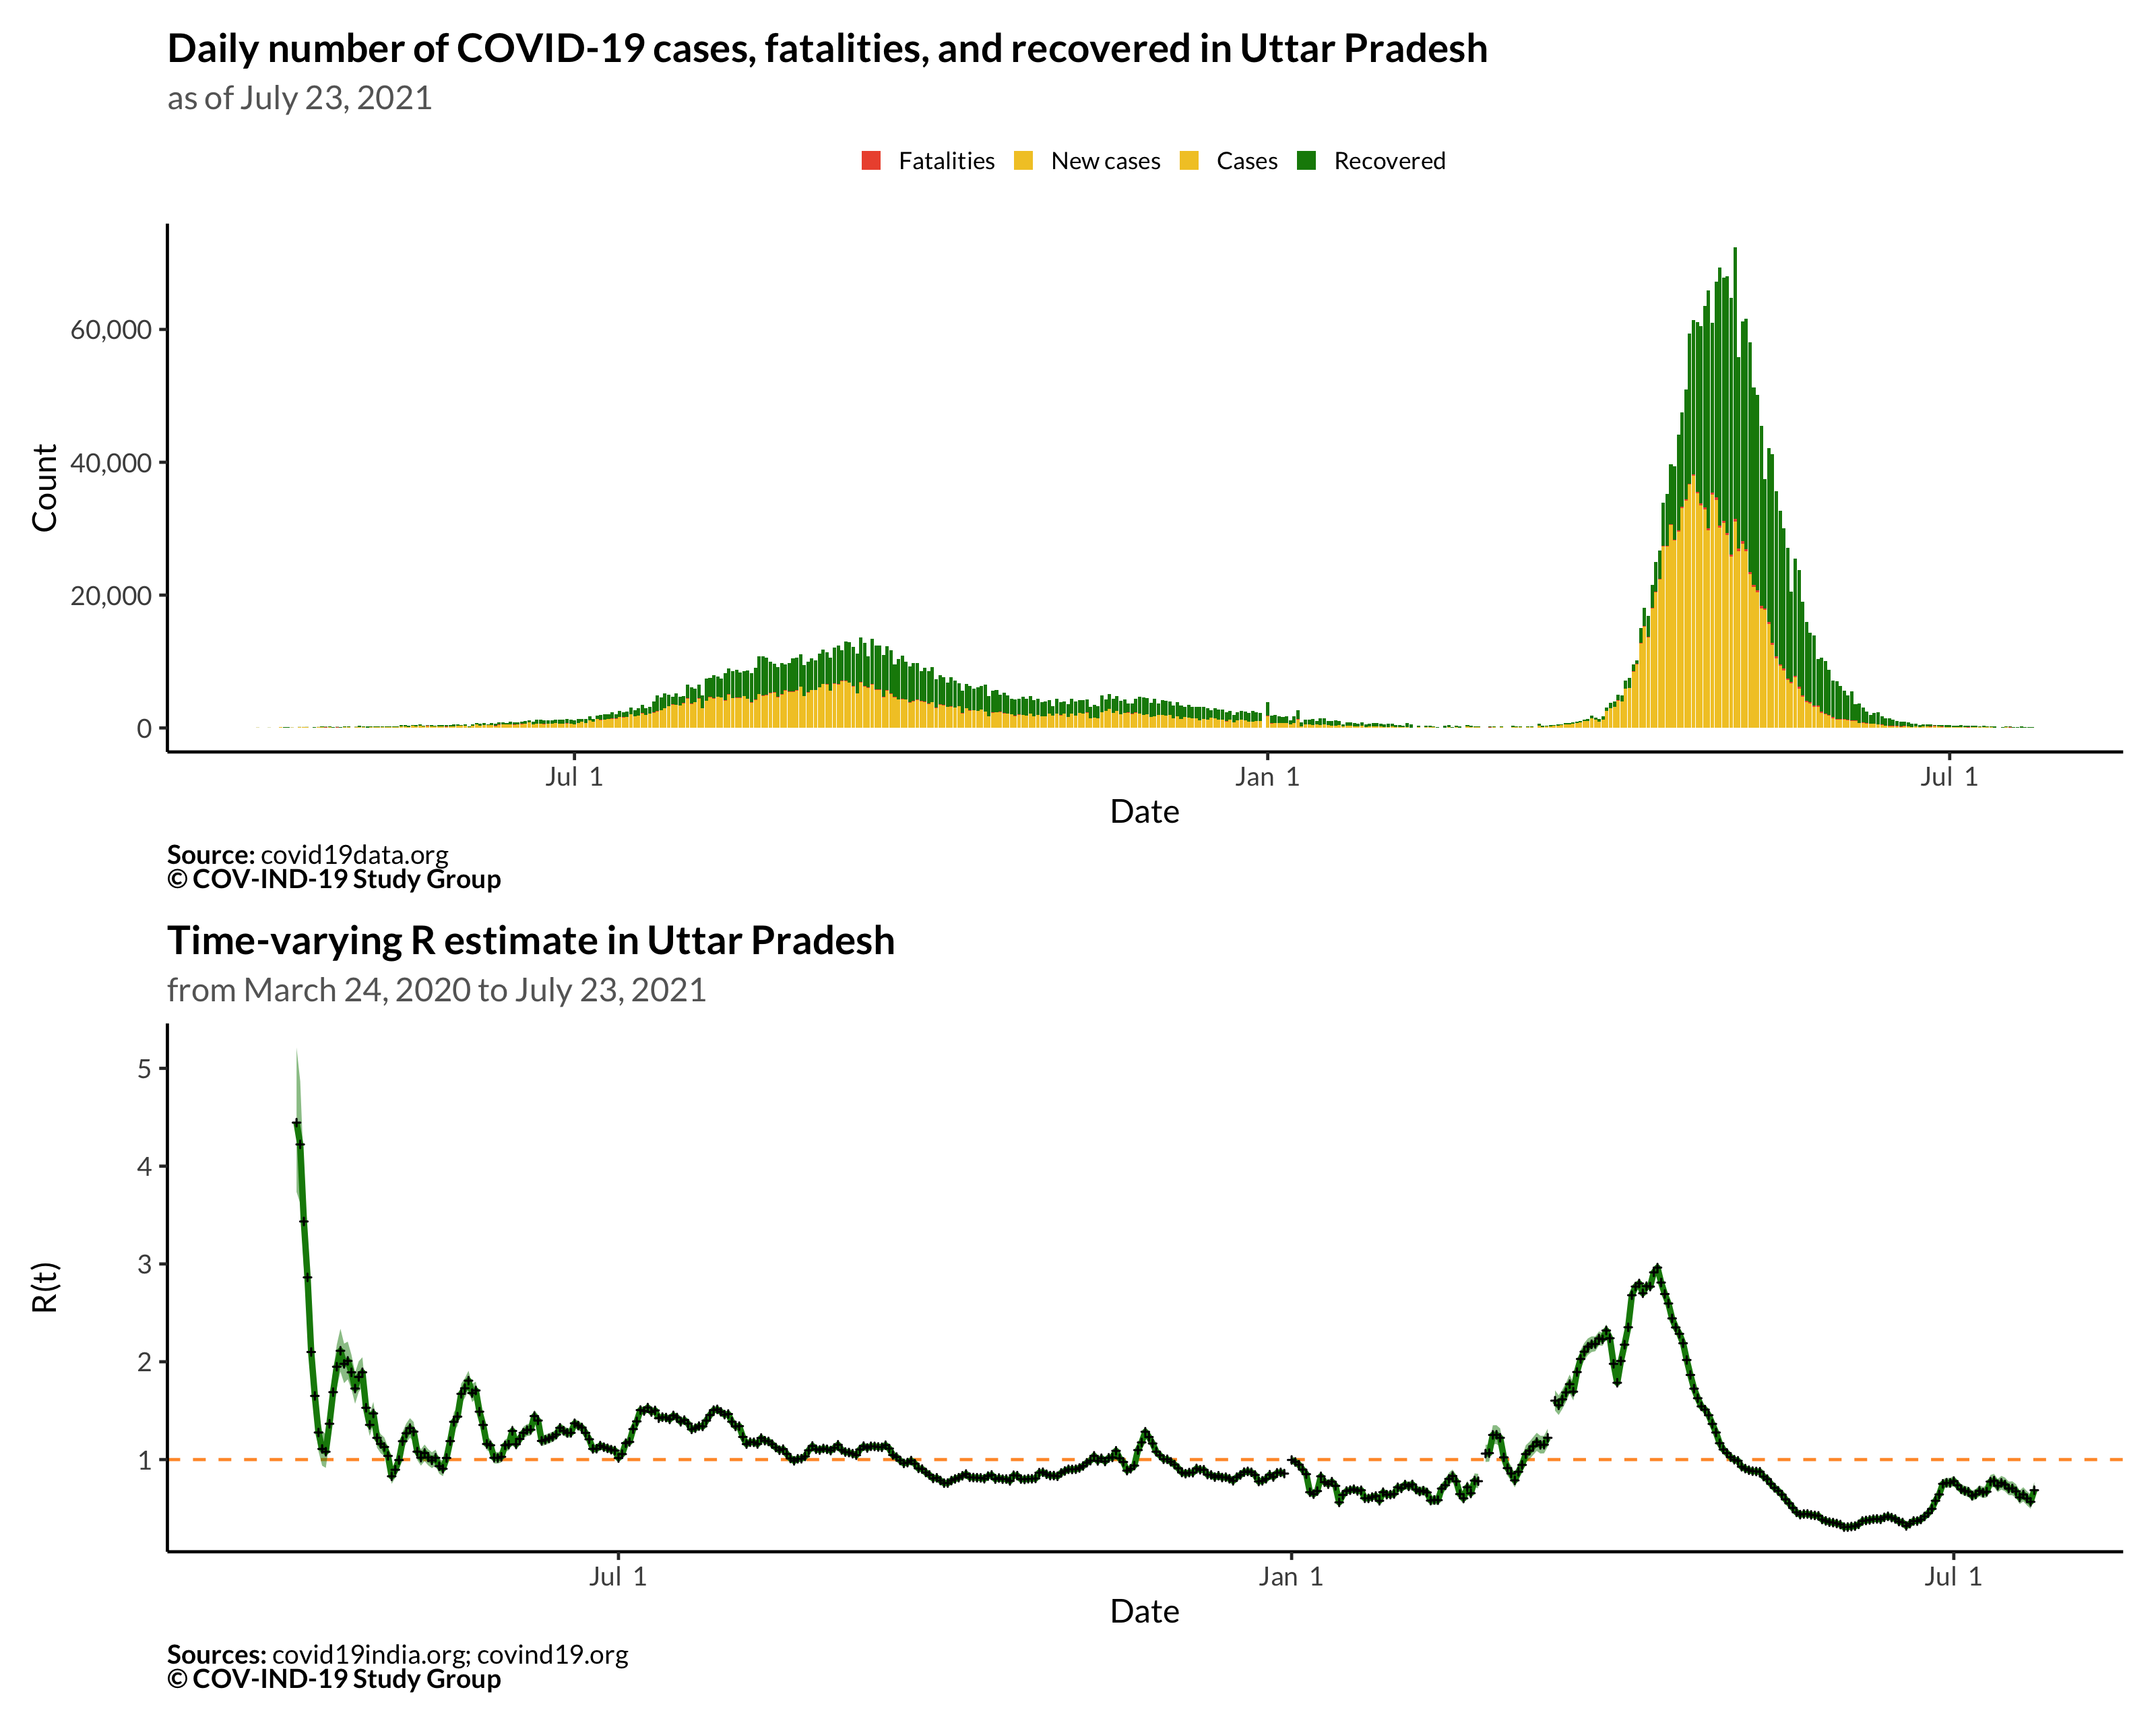 Daily number of COVID-19 cases, fatalities, and recovered in Uttar Pradesh
as of July 23, 2021
Fatalities New cases Cases Recovered
Count
60,000
40,000
20,000
0
Jul 1 Jan 1 Jul 1
Date
Source: covid19data.org
© COV-IND-19 Study Group
Time-varying R estimate in Uttar Pradesh
from March 24, 2020 to July 23, 2021
R(t)
5
4
3
2
1
Jul 1 Jan 1 Jul 1
Date
Sources: covid19india.org; covind19.org
© COV-IND-19 Study Group